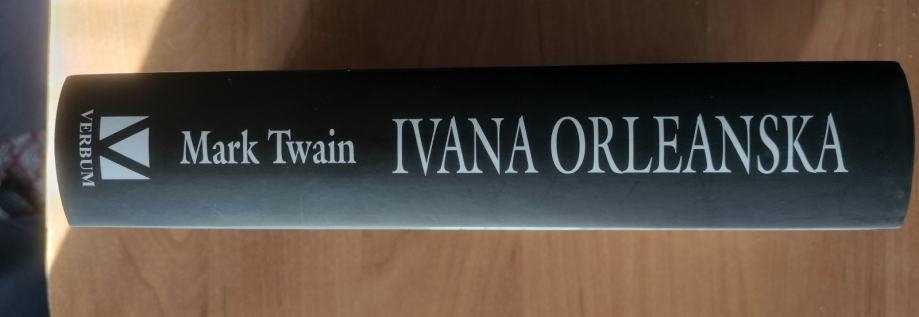 VERBUM
Mark Twain IVANA ORLEANSKA